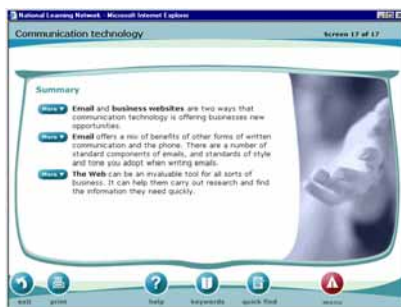 National Learning Network - Microsoft Internet Explorer
Communication technology
Screen 17 of 17
Summary
More Email and business websites are two ways that
communication technology is offering businesses new
opportunities.
More Email offers a mix of benefits of other forms of written
communication and the phone. There are a number of
standard components of emails, and standards of style
and tone you adopt when writing emails.
More The Web can be an invaluable tool for all sorts of
business. It can help them carry out research and find
the information they need quickly.
exit print help keywords quick find menu